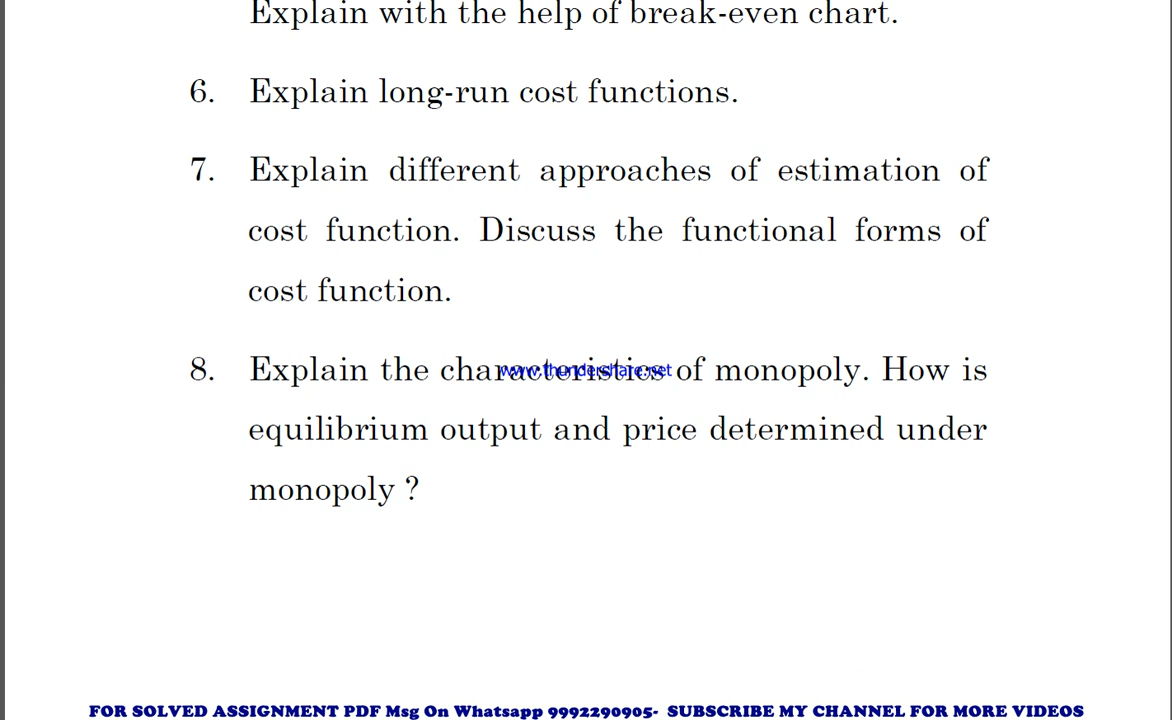 Explain with the help of break-even chart.
6. Explain long-run cost functions.
7. Explain different approaches of estimation of
cost function. Discuss the functional forms of
cost function.
8. Explain the characteristics of monopoly. How is
www.thundershare.net
equilibrium output and price determined under
monopoly ?
FOR SOLVED ASSIGNMENT PDF Msg On Whatsapp 9992290905- SUBSCRIBE MY CHANNEL FOR MORE VIDEOS